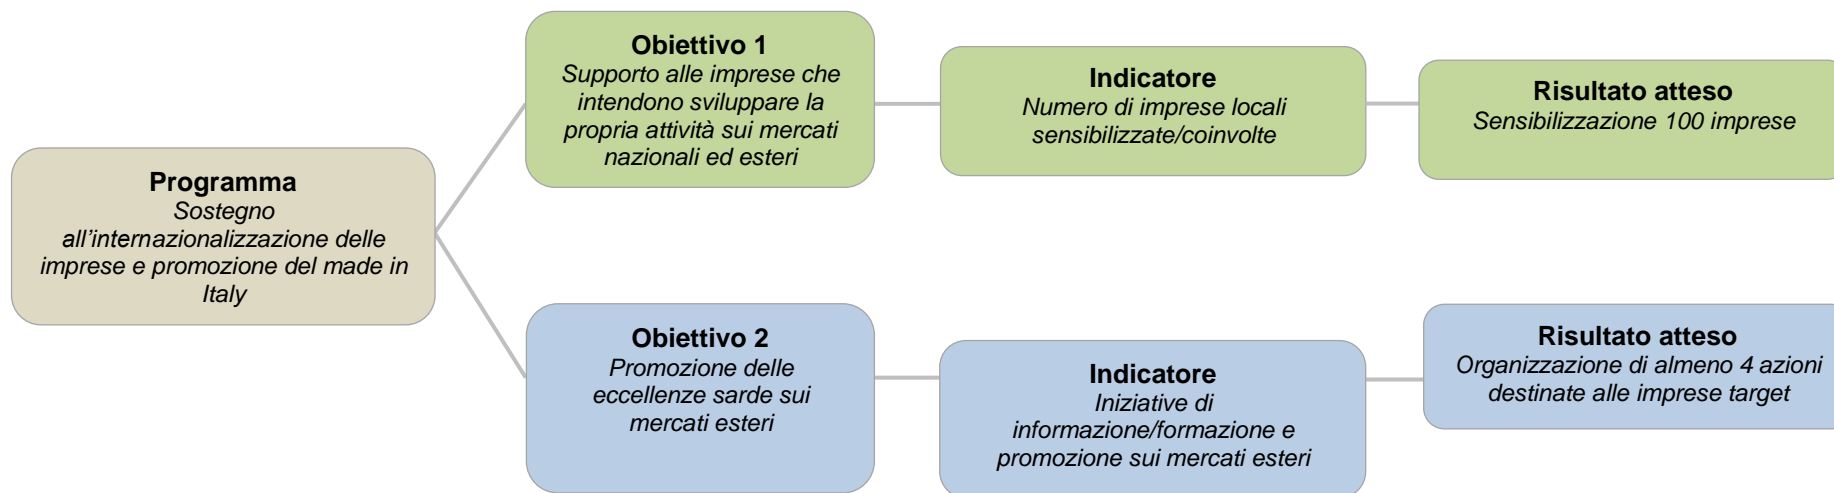 Programma
Sostegno
all’internazionalizzazione delle
imprese e promozione del made in
Italy
Obiettivo 1
Supporto alle imprese che
intendono sviluppare la
propria attività sui mercati
nazionali ed esteri
Indicatore
Numero di imprese locali
sensibilizzate/coinvolte
Risultato atteso
Sensibilizzazione 100 imprese
Obiettivo 2
Promozione delle
eccellenze sarde sui
mercati esteri
Indicatore
Iniziative di
informazione/formazione e
promozione sui mercati esteri
Risultato atteso
Organizzazione di almeno 4 azioni
destinate alle imprese target